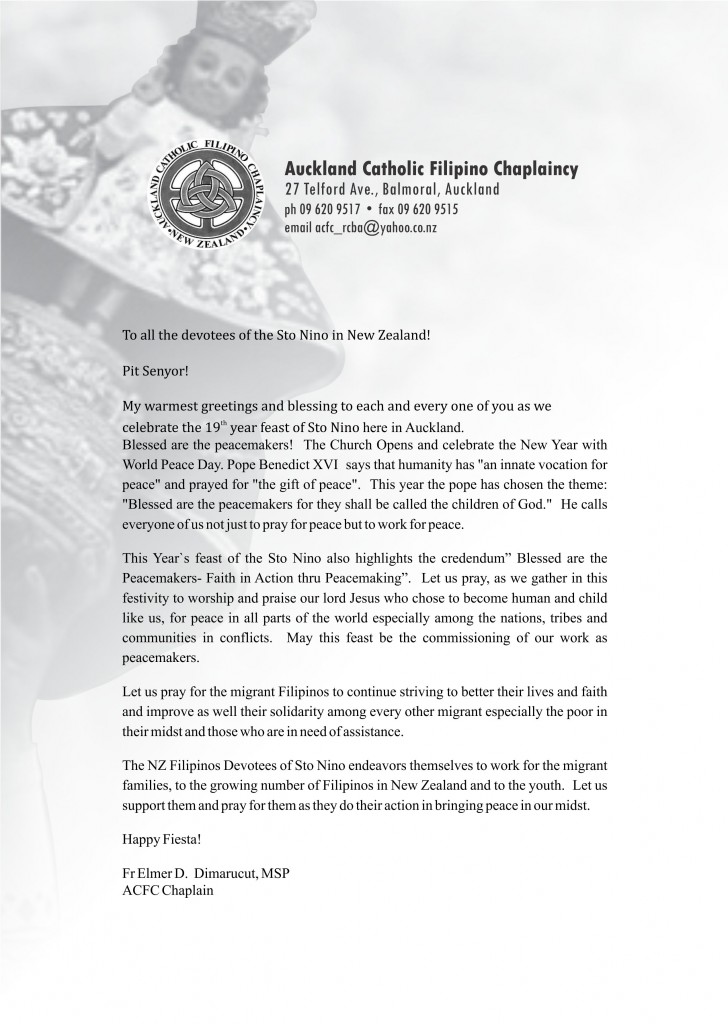 AUCKLAND CATHOLIC FILIPINO CHAPLAINCY
• NEW ZEALAND •
Auckland Catholic Filipino Chaplaincy
27 Telford Ave., Balmoral, Auckland
ph 09 620 9517 • fax 09 620 9515
email acfc_rcba@yahoo.co.nz
To all the devotees of the Sto Nino in New Zealand!
Pit Senyor!
My warmest greetings and blessing to each and every one of you as we
celebrate the 19th year feast of Sto Nino here in Auckland.
Blessed are the peacemakers!  The Church Opens and celebrate the New Year with
World Peace Day. Pope Benedict XVI  says that humanity has "an innate vocation for
peace" and prayed for "the gift of peace".  This year the pope has chosen the theme:
"Blessed are the peacemakers for they shall be called the children of God."  He calls
everyone of us not just to pray for peace but to work for peace.
This Year`s feast of the Sto Nino also highlights the credendum” Blessed are the
Peacemakers- Faith in Action thru Peacemaking”.  Let us pray, as we gather in this
festivity to worship and praise our lord Jesus who chose to become human and child
like us, for peace in all parts of the world especially among the nations, tribes and
communities in conflicts.  May this feast be the commissioning of our work as
peacemakers.
Let us pray for the migrant Filipinos to continue striving to better their lives and faith
and improve as well their solidarity among every other migrant especially the poor in
their midst and those who are in need of assistance.
The NZ Filipinos Devotees of Sto Nino endeavors themselves to work for the migrant
families, to the growing number of Filipinos in New Zealand and to the youth.  Let us
support them and pray for them as they do their action in bringing peace in our midst.
Happy Fiesta!
Fr Elmer D.  Dimarucut, MSP
ACFC Chaplain